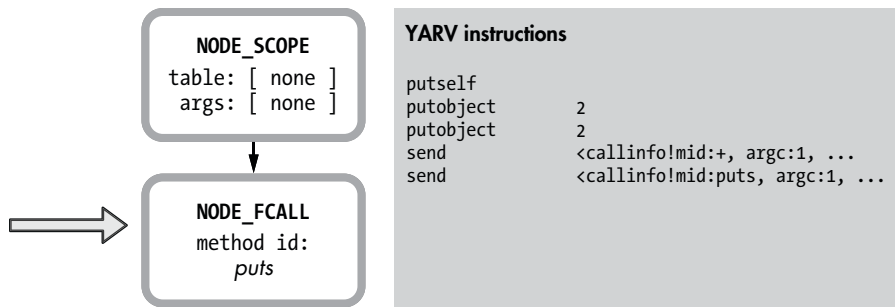 NODE_SCOPE
table: [ none ]
args: [ none ]
NODE_FCALL
method id:
puts
YARV instructions
putself
putobject 2
putobject 2
send <callinfo!mid:+, argc:1, ...
send <callinfo!mid:puts, argc:1, ...